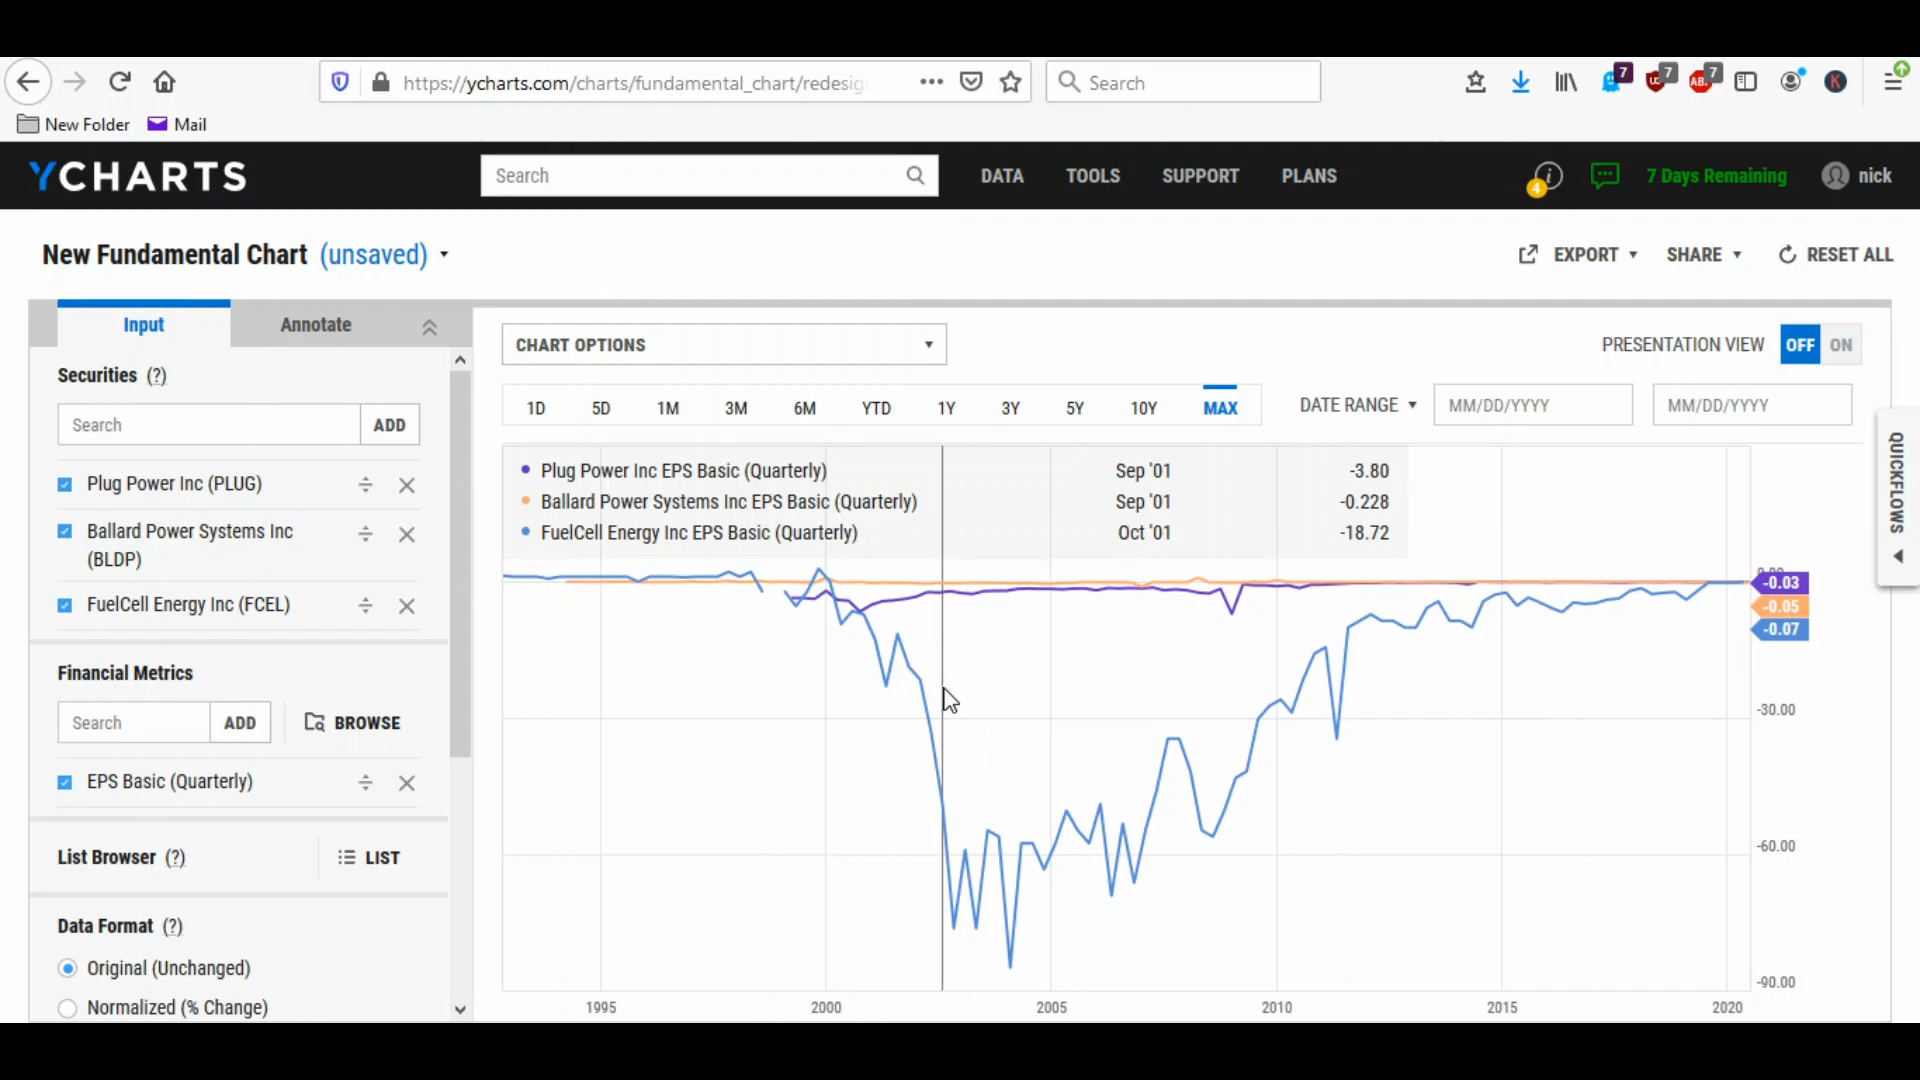 https://ycharts.com/charts/fundamental_chart/redesig
Search
7
7
7
New Folder
Mail
YCHARTS
Search
DATA
TOOLS
SUPPORT
PLANS
4
7 Days Remaining
nick
New Fundamental Chart (unsaved)
EXPORT
SHARE
RESET ALL
Input
Annotate
CHART OPTIONS
PRESENTATION VIEW
OFF
ON
Securities (?)
Search
ADD
1D
5D
1M
3M
6M
YTD
1Y
3Y
5Y
10Y
MAX
DATE RANGE
MM/DD/YYYY
MM/DD/YYYY
QUICKFLOWS
Plug Power Inc EPS Basic (Quarterly) Sep '01 -3.80
Ballard Power Systems Inc EPS Basic (Quarterly) Sep '01 -0.228
FuelCell Energy Inc EPS Basic (Quarterly) Oct '01 -18.72
Plug Power Inc (PLUG)
Ballard Power Systems Inc
(BLDP)
FuelCell Energy Inc (FCEL)
Financial Metrics
Search
ADD
BROWSE
EPS Basic (Quarterly)
List Browser (?)
LIST
Data Format (?)
Original (Unchanged)
Normalized (% Change)
0.00
-0.03
-0.05
-0.07
-30.00
-60.00
-90.00
1995
2000
2005
2010
2015
2020